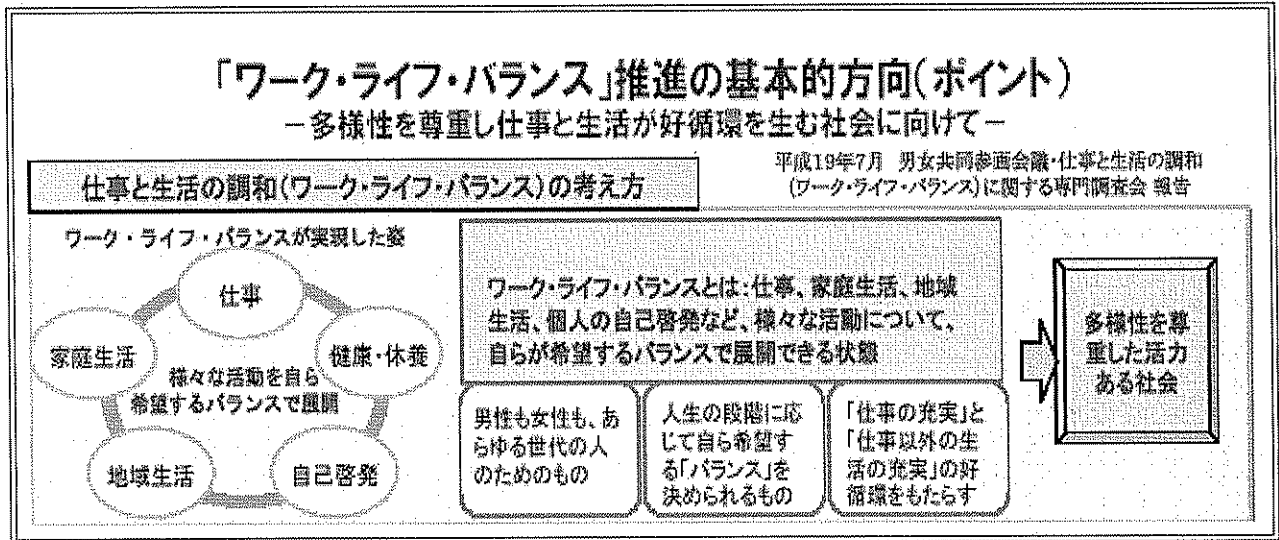 「ワーク・ライフ・バランス」推進の基本的方向(ポイント)
－多様性を尊重し仕事と生活が好循環を生む社会に向けて－
平成19年7月 男女共同参画会議・仕事と生活の調和
(ワーク・ライフ・バランス)に関する専門調査会 報告
仕事と生活の調和(ワーク・ライフ・バランス)の考え方
ワーク・ライフ・バランスが実現した姿
仕事
家庭生活
健康・休養
様々な活動を自ら
希望するバランスで展開
地域生活
自己啓発
ワーク・ライフ・バランスとは:仕事、家庭生活、地域
生活、個人の自己啓発など、様々な活動について、
自らが希望するバランスで展開できる状態
男性も女性も、あ
らゆる世代の人
のためのもの
人生の段階に応
じて自ら希望す
る「バランス」を
決められるもの
「仕事の充実」と
「仕事以外の生
活の充実」の好
循環をもたらす
多様性を尊
重した活力
ある社会